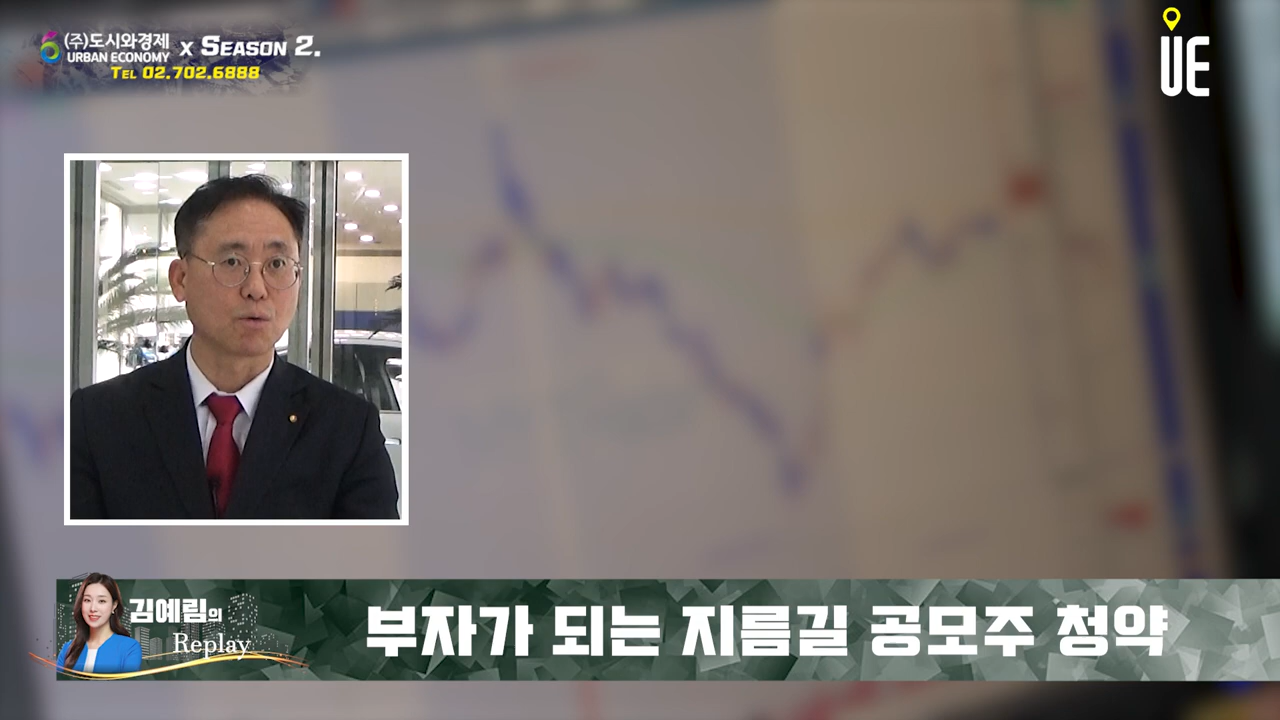 (주)도시와경제
URBAN ECONOMY
X SEASON 2.
TEL 02.702.6888
UE
김예림의
Replay
부자가 되는 지름길 공모주 청약